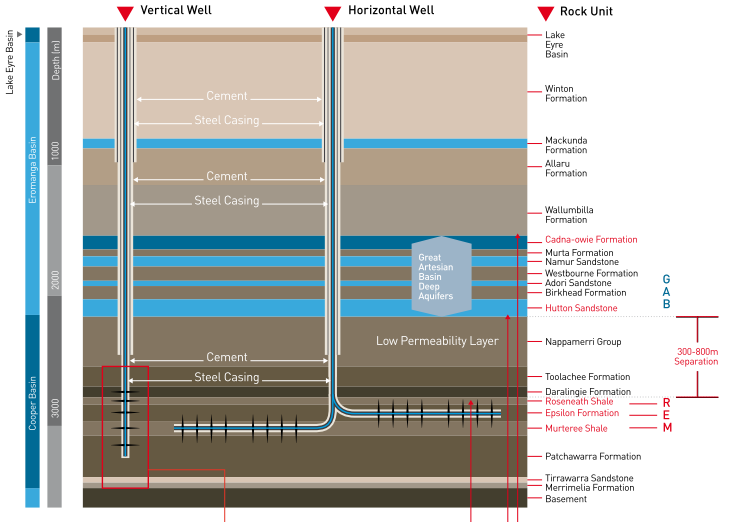 Vertical Well
Horizontal Well
Rock Unit
Lake Eyre Basin
Eromanga Basin
Cooper Basin
Depth (m)
1000
2000
3000
Cement
Steel Casing
Cement
Steel Casing
Great
Artesian
Basin
Deep
Aquifers
Low Permeability Layer
Cement
Steel Casing
Lake
Eyre
Basin
Winton
Formation
Mackunda
Formation
Allaru
Formation
Wallumbilla
Formation
Cadna-owie Formation
Murta Formation
Namur Sandstone
Westbourne Formation
Adori Sandstone
Birkhead Formation
Hutton Sandstone
G
A
B
Nappamerri Group
300-800m
Separation
Toolachee Formation
Daralingie Formation
Roseneath Shale
Epsilon Formation
Murteree Shale
R
E
M
Patchawarra Formation
Tirrawarra Sandstone
Merrimelia Formation
Basement